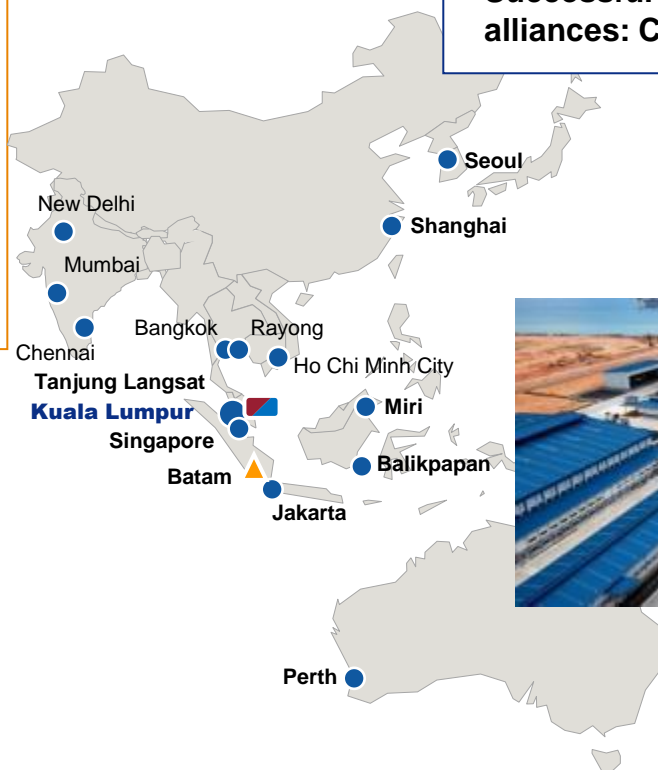 alliances: C
Seoul
New Delhi
Shanghai
Mumbai
Bangkok
Rayong
Chennai
Ho Chi Minh City
Tanjung Langsat
Kuala Lumpur
Miri
Singapore
Batam
Balikpapan
Jakarta
Perth